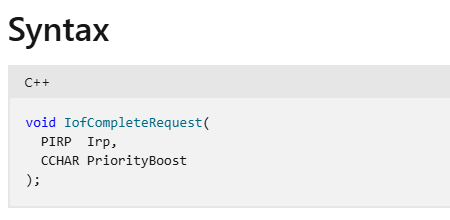 Syntax
C++
void IofCompleteRequest(
  PIRP  Irp,
  CCHAR PriorityBoost
);